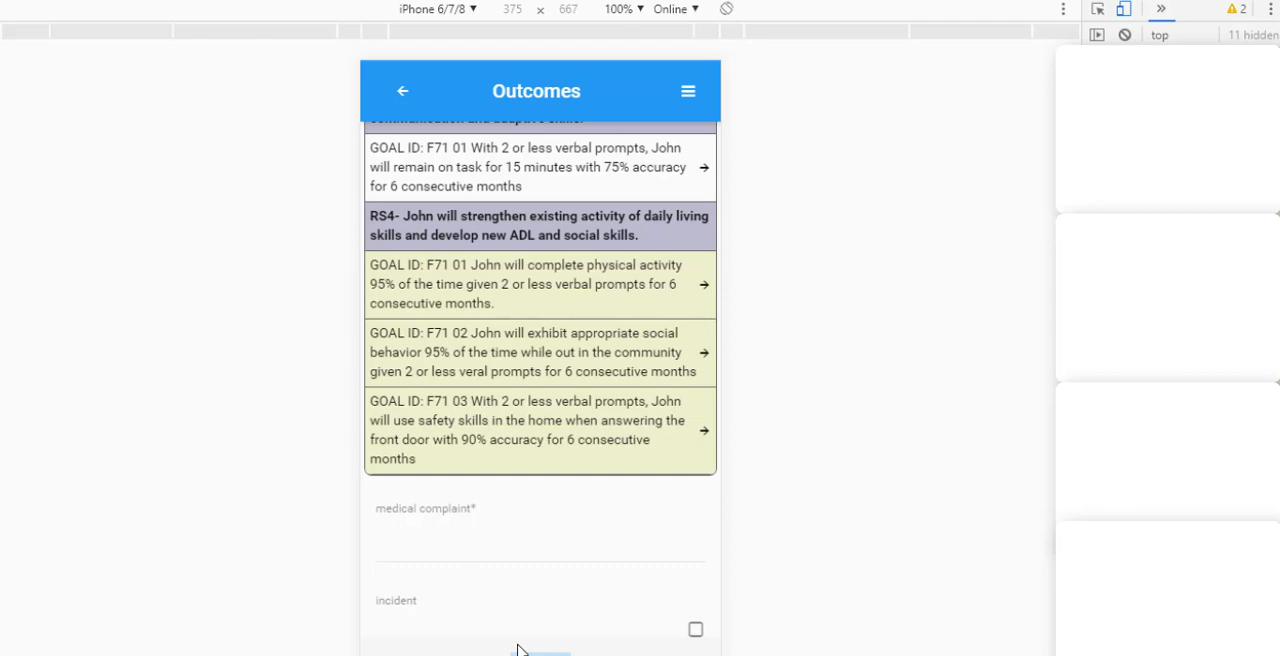 iPhone 6/7/8 ▼ 375 × 667 100% ▼ Online ▼
2
top 11 hidden
Outcomes
communication and adaptive skills.
GOAL ID: F71 01 With 2 or less verbal prompts, John
will remain on task for 15 minutes with 75% accuracy
for 6 consecutive months
RS4- John will strengthen existing activity of daily living
skills and develop new ADL and social skills.
GOAL ID: F71 01 John will complete physical activity
95% of the time given 2 or less verbal prompts for 6
consecutive months.
GOAL ID: F71 02 John will exhibit appropriate social
behavior 95% of the time while out in the community
given 2 or less veral prompts for 6 consecutive months
GOAL ID: F71 03 With 2 or less verbal prompts, John
will use safety skills in the home when answering the
front door with 90% accuracy for 6 consecutive
months
medical complaint*
incident